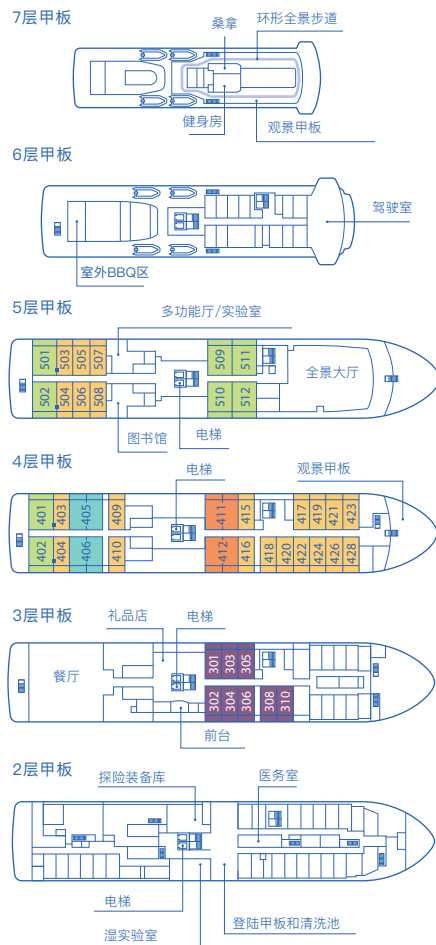 7层甲板
桑拿
环形全景步道
健身房
观景甲板
6层甲板
驾驶室
室外BBQ区
5层甲板
多功能厅/实验室
501 503 505 507
509 511
全景大厅
502 504 506 508
510 512
图书馆
电梯
4层甲板
电梯
观景甲板
401 403 405 409
411 415
417 419 421 423
402 404 406 410
412 416 418 420 422 424 426 428
3层甲板
礼品店
电梯
餐厅
301 303 305
302 304 306 308 310
前台
2层甲板
探险装备库
医务室
电梯
登陆甲板和清洗池
湿实验室